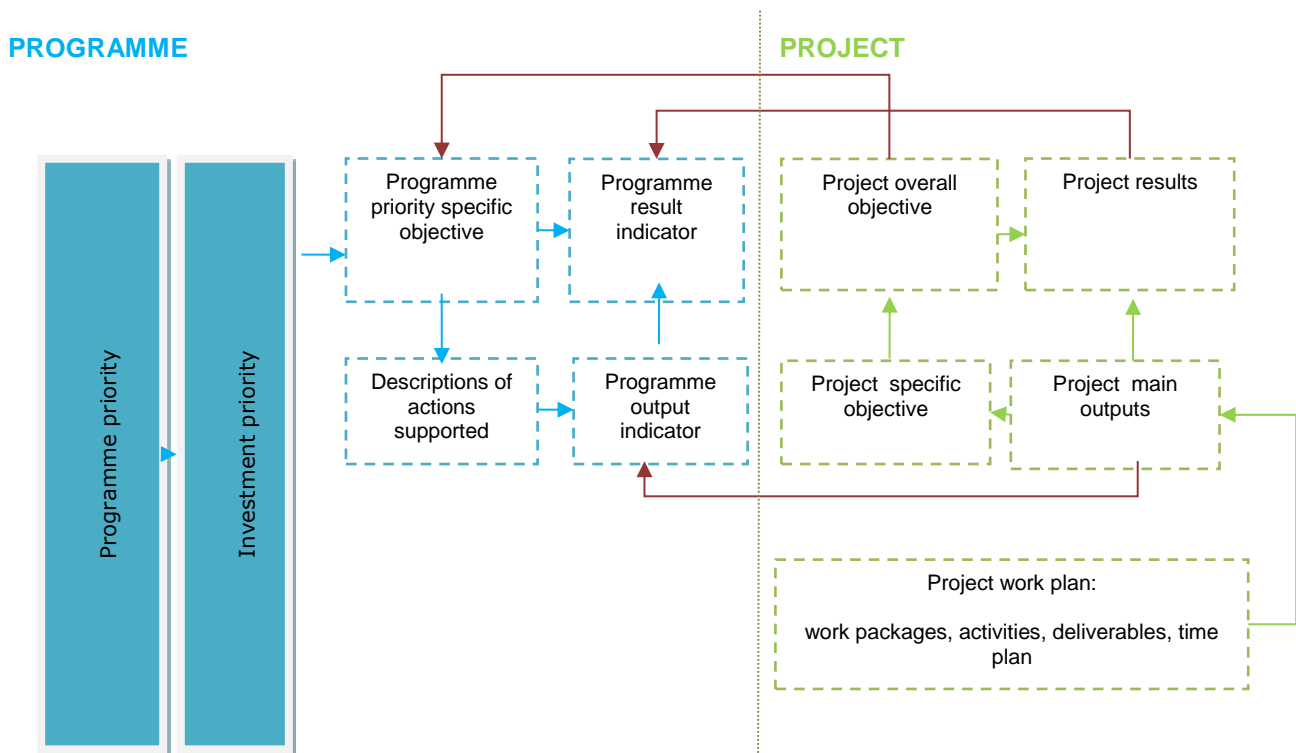 PROGRAMME
PROJECT
Programme priority
Investment priority
Programme
priority specific
objective
Programme
result
indicator
Project overall
objective
Project results
Descriptions of
actions
supported
Programme
output
indicator
Project  specific
objective
Project  main
outputs
Project work plan:
work packages, activities, deliverables, time
plan